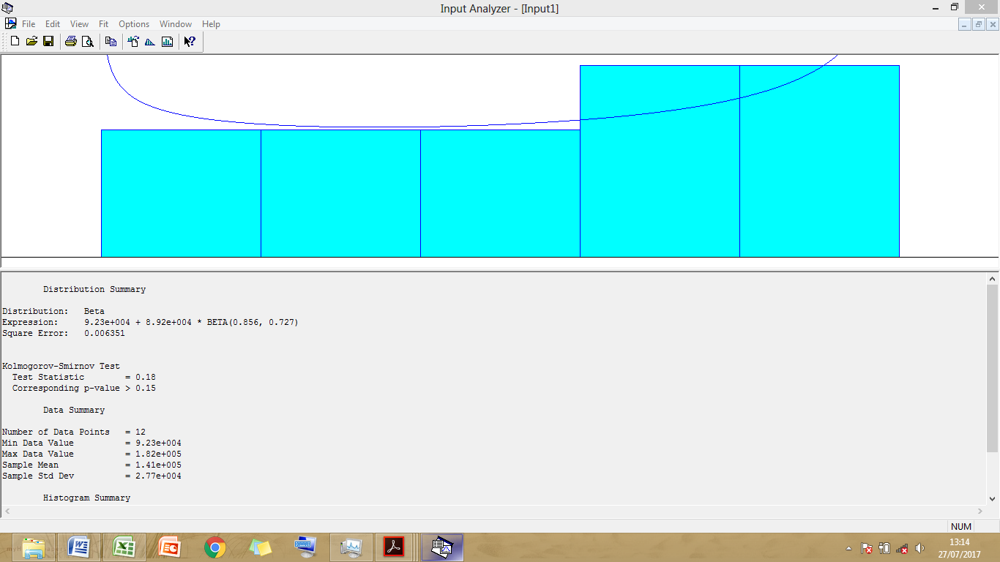 Input Analyzer - [Input1]
File Edit View Fit Options Window Help
Distribution Summary
Distribution: Beta
Expression: 9.23e+004 + 8.92e+004 * BETA(0.856, 0.727)
Square Error: 0.006351
Kolmogorov-Smirnov Test
Test Statistic = 0.18
Corresponding p-value > 0.15
Data Summary
Number of Data Points = 12
Min Data Value = 9.23e+004
Max Data Value = 1.82e+005
Sample Mean = 1.41e+005
Sample Std Dev = 2.77e+004
Histogram Summary
NUM
13:14
27/07/2017